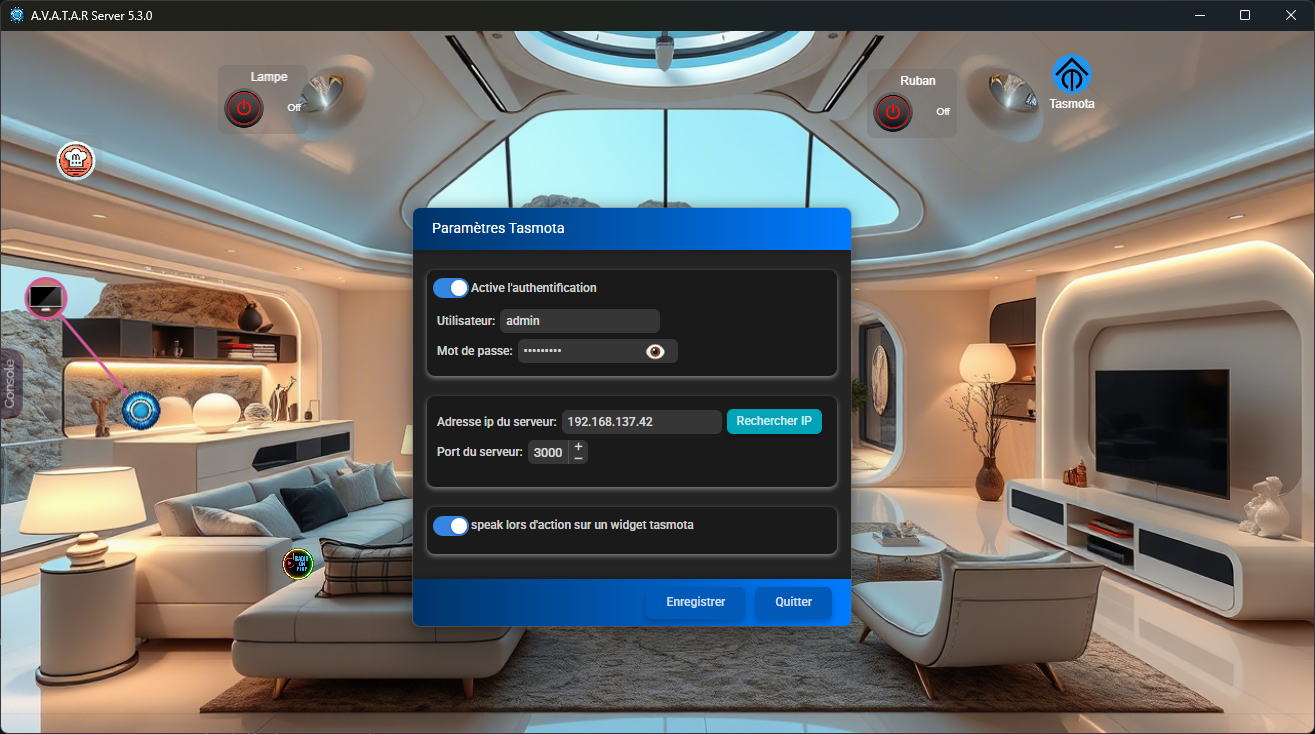 A.V.A.T.A.R Server 5.3.0
Lampe
Off
Ruban
Off
Tasmota
Console
Paramètres Tasmota
Active l'authentification
Utilisateur: admin
Mot de passe: •••••••••
Adresse ip du serveur: 192.168.137.42 Rechercher IP
Port du serveur: 3000 + −
speak lors d'action sur un widget tasmota
RADIO
ON
Enregistrer Quitter